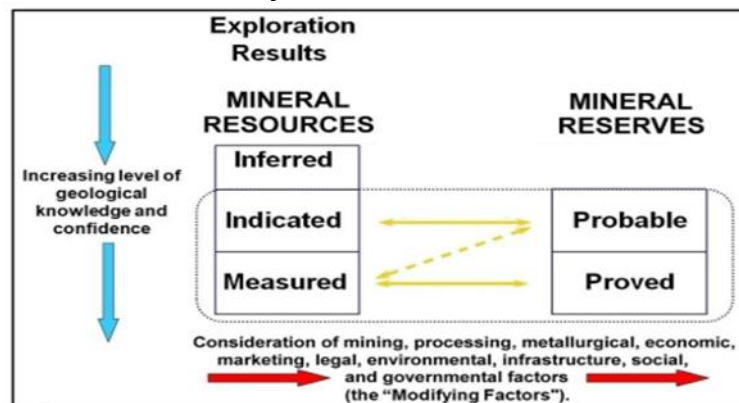 Exploration
Results
MINERAL
RESOURCES
MINERAL
RESERVES
Increasing level of
geological
knowledge and
confidence
Inferred
Indicated
Measured
Probable
Proved
Consideration of mining, processing, metallurgical, economic,
marketing, legal, environmental, infrastructure, social,
and governmental factors
(the "Modifying Factors").